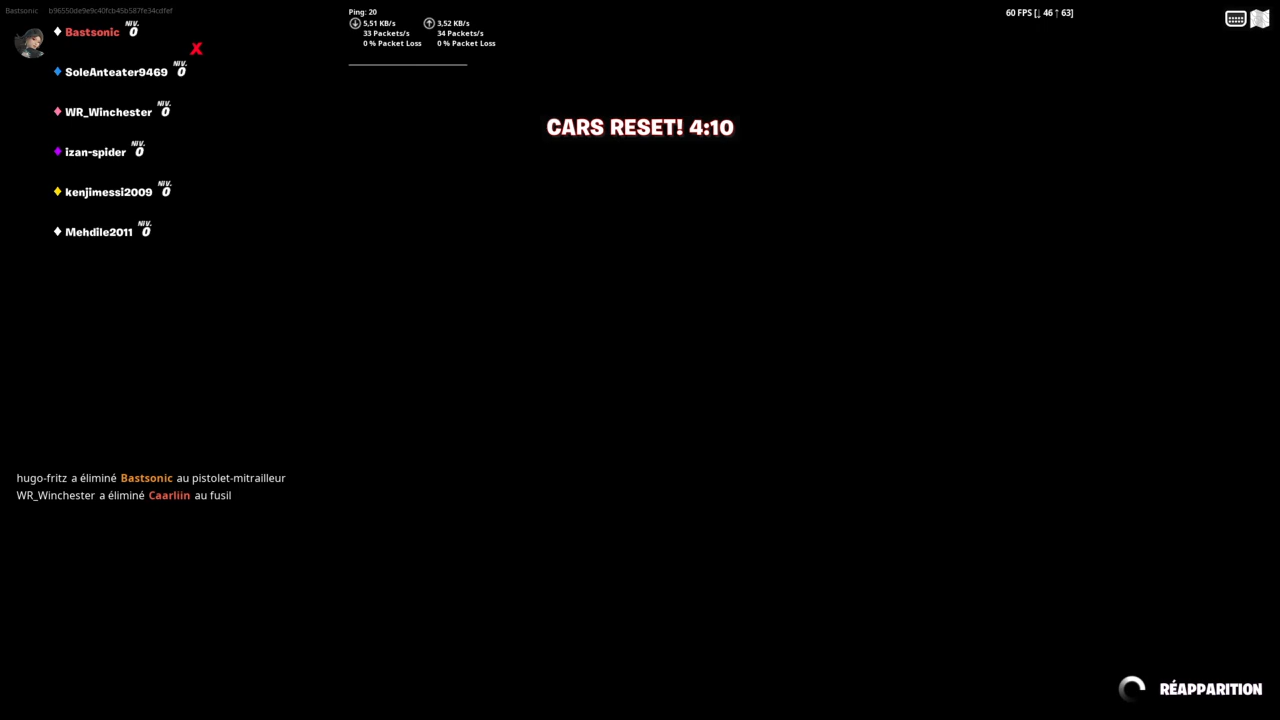 Bastsonic b96550de9e9c40fcb45b587fe34cdfef
Ping: 20
5,51 KB/s 3,52 KB/s
33 Packets/s 34 Packets/s
0 % Packet Loss 0 % Packet Loss
60 FPS [↓ 46 ↑ 63]
Bastsonic NIV. 0
X
SoleAnteater9469 NIV. 0
WR_Winchester NIV. 0
izan-spider NIV. 0
kenjimessi2009 NIV. 0
Mehdile2011 NIV. 0
CARS RESET! 4:10
hugo-fritz a éliminé Bastsonic au pistolet-mitrailleur
WR_Winchester a éliminé Caarliin au fusil
RÉAPPARITION